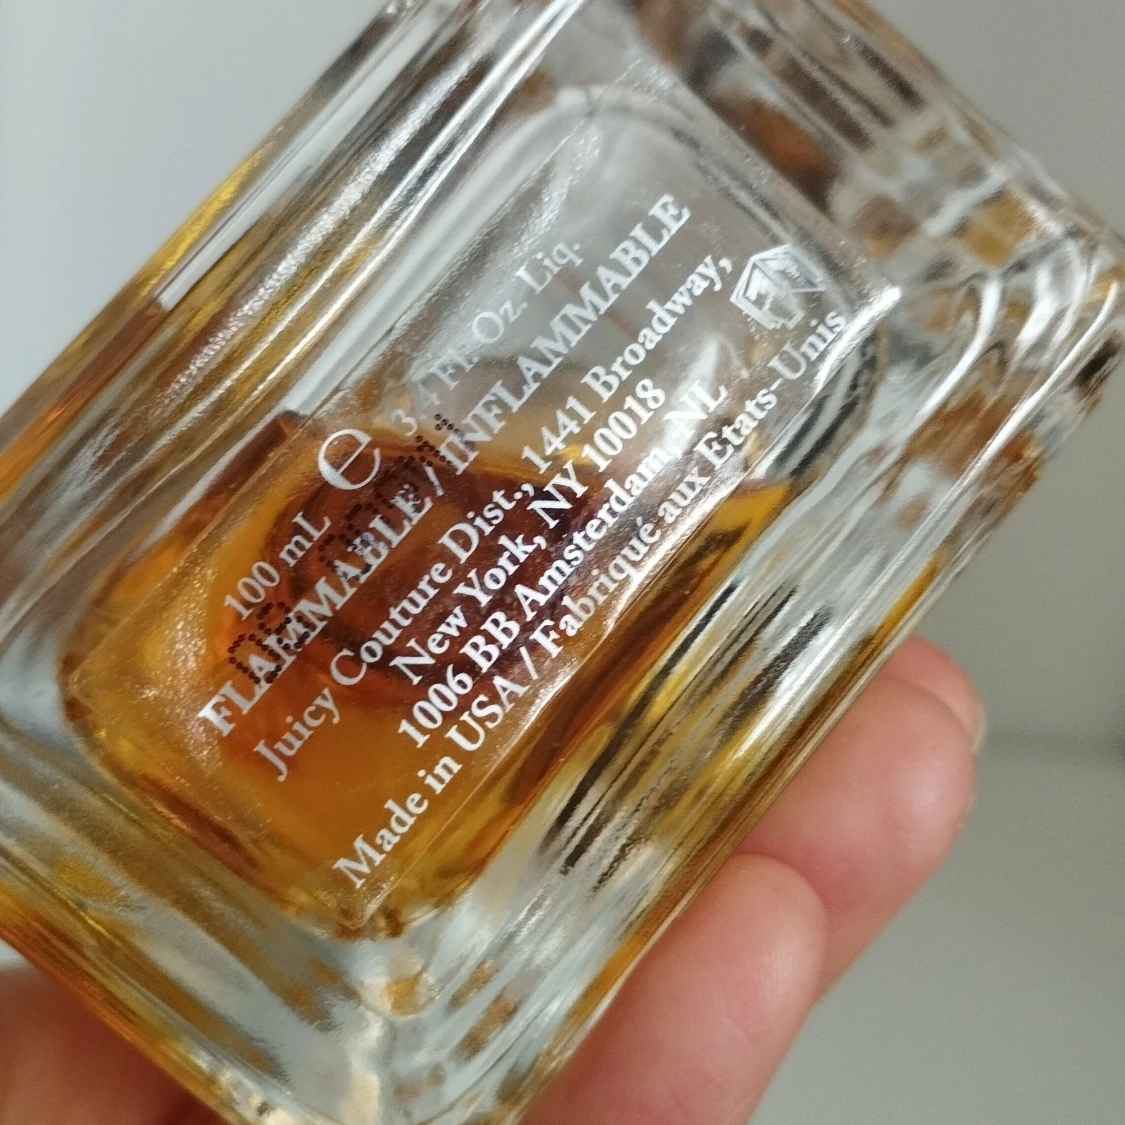 100 mL e 3.4 Fl. Oz. Liq.
FLAMMABLE / INFLAMMABLE
Juicy Couture Dist., 1441 Broadway,
New York, NY 10018
1006 BB Amsterdam, NL
Made in USA / Fabriqué aux Etats-Unis